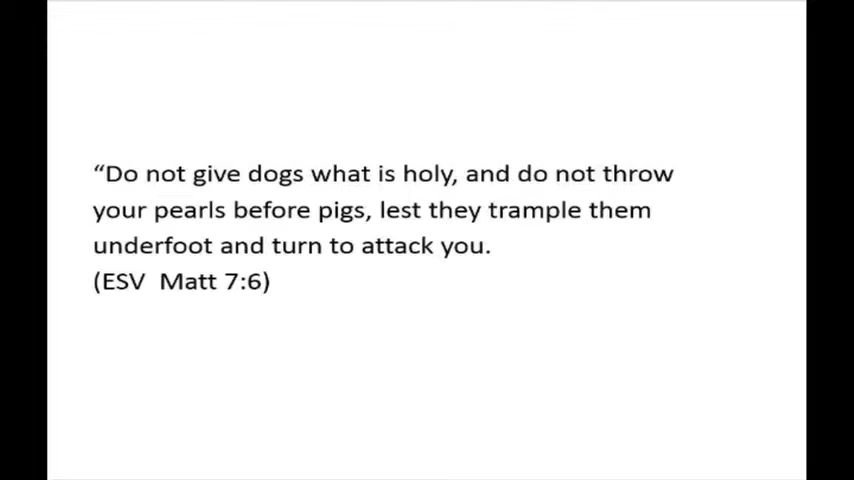 “Do not give dogs what is holy, and do not throw
your pearls before pigs, lest they trample them
underfoot and turn to attack you.
(ESV  Matt 7:6)